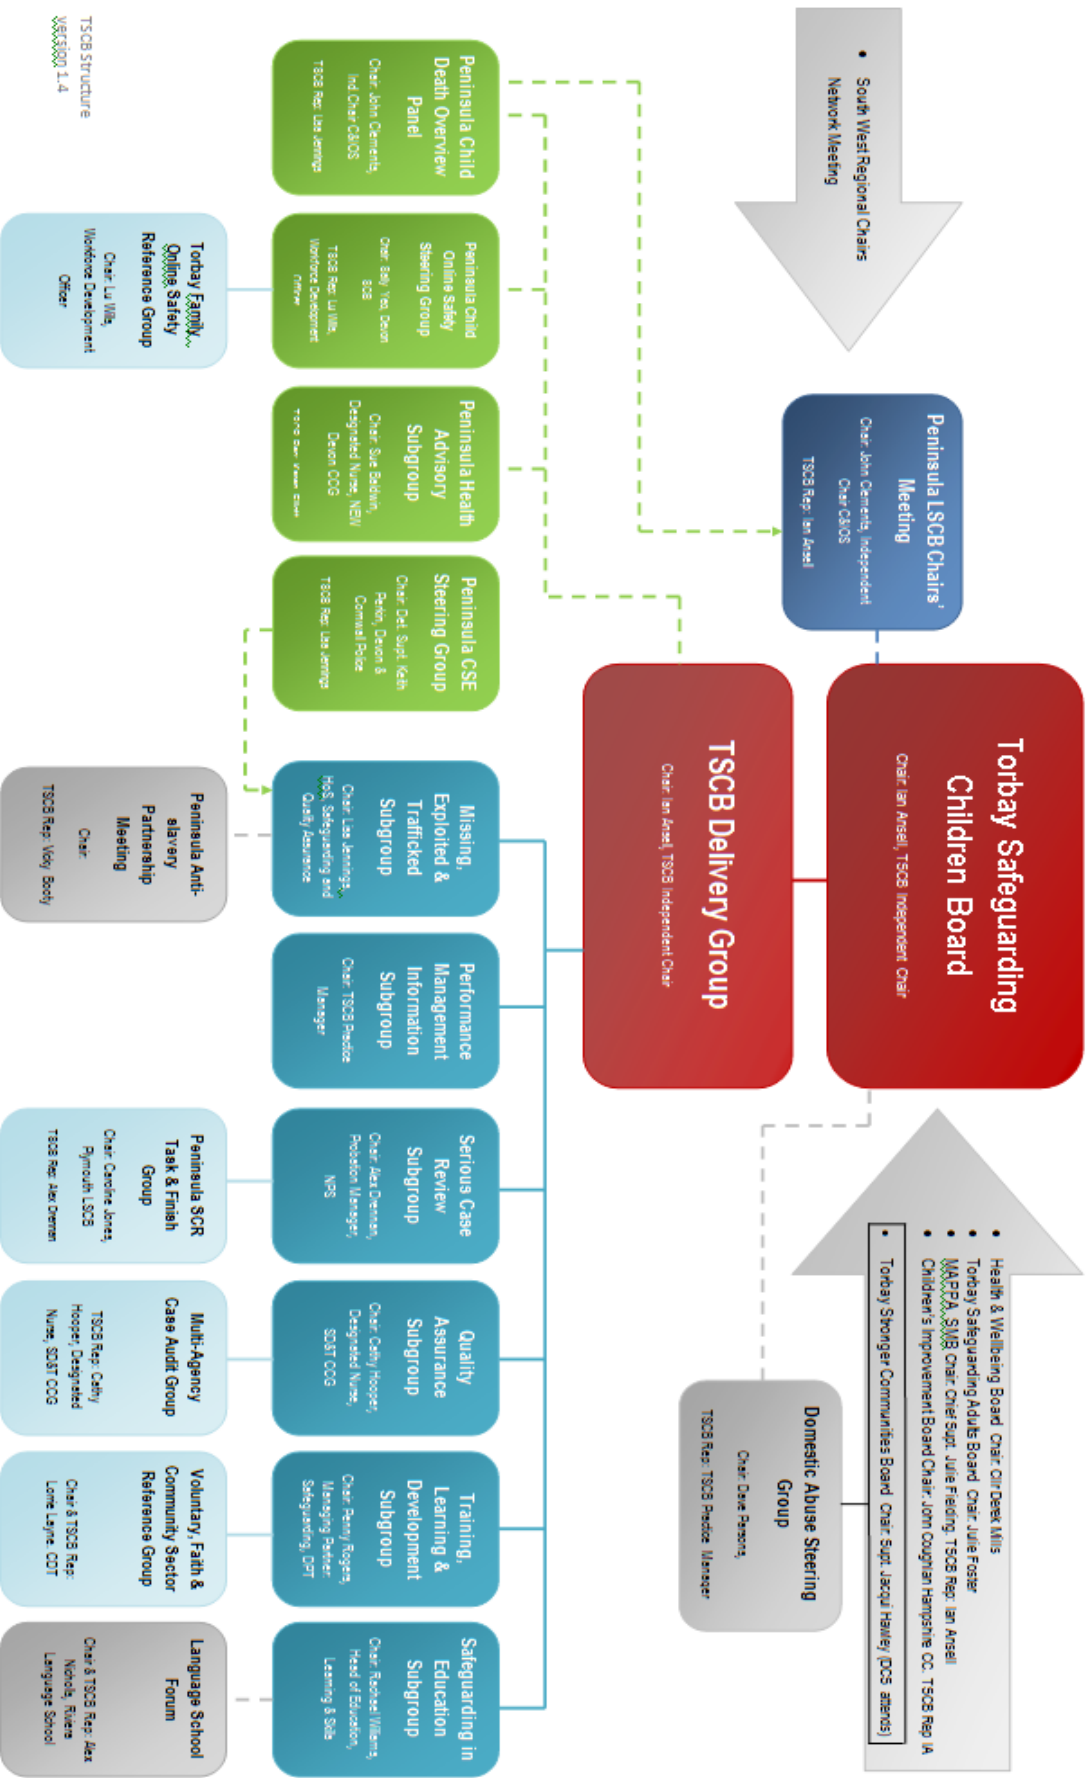 Torbay Safeguarding
Children Board
Chair: Ian Ansell, TSCB Independent Chair
TSCB Delivery Group
Chair: Ian Ansell, TSCB Independent Chair
• South West Regional Chairs
Network Meeting
Peninsula LSCB Chairs'
Meeting
Chair: John Clements, Independent
Chair C&IOS
TSCB Rep: Ian Ansell
• Health & Wellbeing Board Chair: Cllr Derek Mills
• Torbay Safeguarding Adults Board Chair: Julie Foster
• MAPPA SMB Chair: Chief Supt. Julie Fielding, TSCB Rep: Ian Ansell
• Children's Improvement Board Chair: John Coughlan Hampshire CC, TSCB Rep IA
• Torbay Stronger Communities Board Chair: Supt. Jacqui Hawley (DCS attends)
Domestic Abuse Steering
Group
Chair: Dave Parsons,
TSCB Rep: TSCB Practice Manager
Peninsula Child
Death Overview
Panel
Chair: John Clements,
Ind.Chair C&IOS
TSCB Rep: Lisa Jennings
Peninsula Child
Online Safety
Steering Group
Chair: Sally Yeo, Devon
SCB
TSCB Rep: Lu Wills,
Workforce Development
Officer
Peninsula Health
Advisory
Subgroup
Chair: Sue Baldwin,
Designated Nurse, NEW
Devon CCG
Peninsula CSE
Steering Group
Chair: Det. Supt. Keith
Perkin, Devon &
Cornwall Police
TSCB Rep: Lisa Jennings
Missing,
Exploited &
Trafficked
Subgroup
Chair: Lisa Jennings,
HoS, Safeguarding and
Quality Assurance
Performance
Management
Information
Subgroup
Chair: TSCB Practice
Manager
Serious Case
Review
Subgroup
Chair: Alex Drennan,
Probation Manager,
NPS
Quality
Assurance
Subgroup
Chair: Cathy Hooper,
Designated Nurse,
SD&T CCG
Training,
Learning &
Development
Subgroup
Chair: Penny Rogers,
Managing Partner:
Safeguarding, DPT
Safeguarding in
Education
Subgroup
Chair: Rachael Williams,
Head of Education,
Learning & Skills
Torbay Family
Online Safety
Reference Group
Chair: Lu Wills,
Workforce Development
Officer
Peninsula Anti-
slavery
Partnership
Meeting
Chair:
TSCB Rep: Vicky Booty
Peninsula SCR
Task & Finish
Group
Chair: Caroline Jones,
Plymouth LSCB
TSCB Rep: Alex Drennan
Multi-Agency
Case Audit Group
TSCB Rep: Cathy
Hooper, Designated
Nurse, SD&T CCG
Voluntary, Faith &
Community Sector
Reference Group
Chair & TSCB Rep:
Lorrie Layne, CDT
Language School
Forum
Chair & TSCB Rep: Alex
Nicholls, Riviera
Language School
TSCB Structure
version 1.4